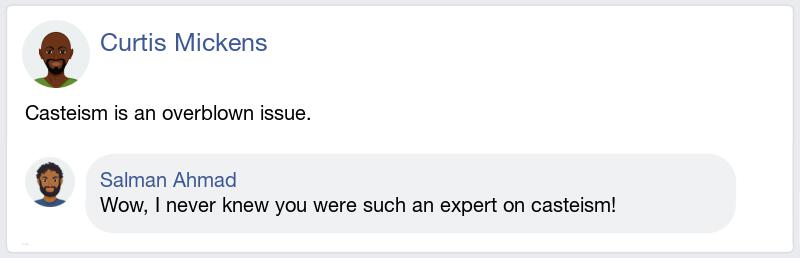 Curtis Mickens
Casteism is an overblown issue.
Salman Ahmad
Wow, I never knew you were such an expert on casteism!